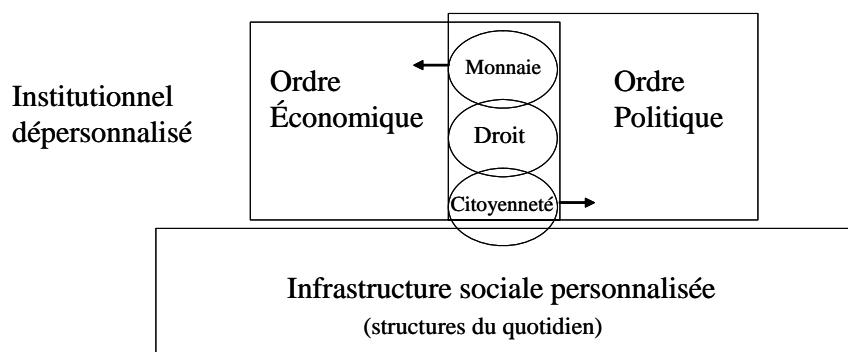 Institutionnel
dépersonnalisé
Ordre
Économique
Monnaie
Droit
Citoyenneté
Ordre
Politique
Infrastructure sociale personnalisée
(structures du quotidien)